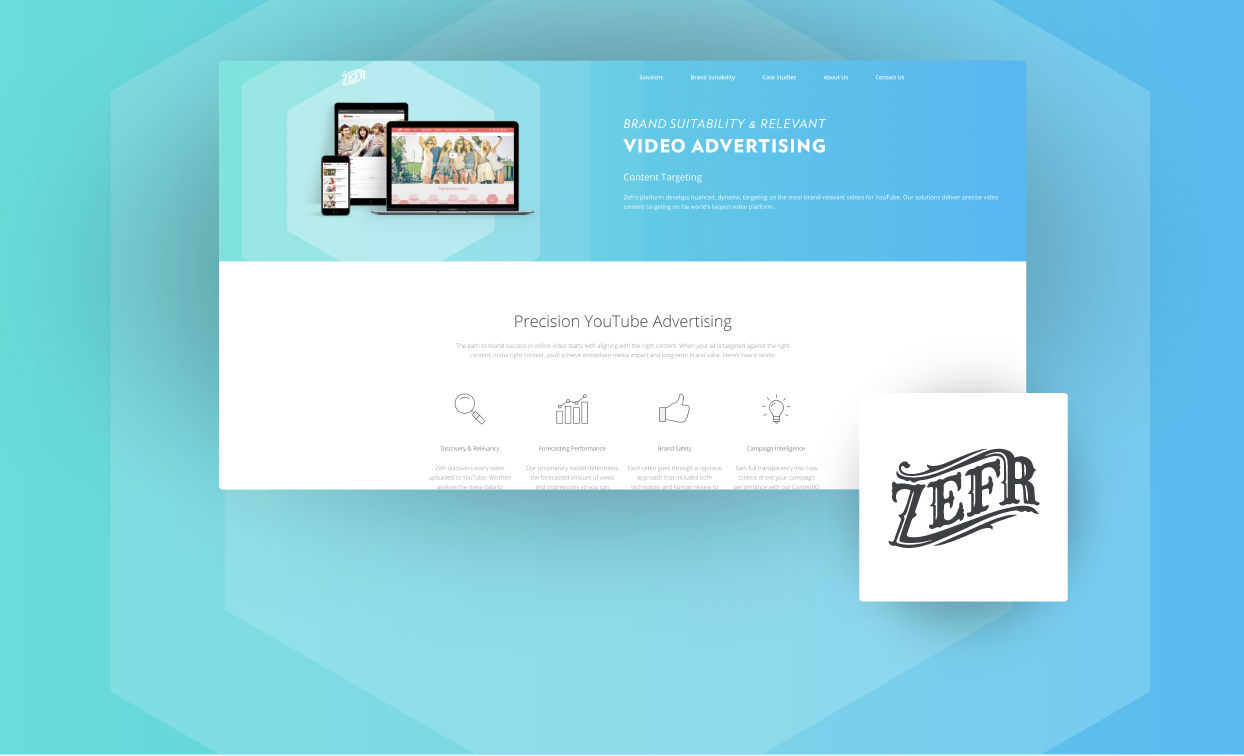 ZEFR
Solutions
Brand Suitability
Case Studies
About Us
Contact Us
BRAND SUITABILITY & RELEVANT
VIDEO ADVERTISING
Content Targeting
Zefr's platform develops nuanced, dynamic targeting on the most brand-relevant videos for YouTube. Our solutions deliver precise video
content targeting on the world's largest video platform.
Precision YouTube Advertising
The path to brand success in online video starts with aligning with the right content. When your ad is targeted against the right
content, in the right context, you'll achieve immediate media impact and long-term brand value. Here's how it works.
Discovery & Relevancy
Zefr discovers every video
uploaded to YouTube. We then
analyze the meta-data to
Forecasting Performance
Our proprietary model determines
the forecasted amount of views
and impressions so you can
Brand Safety
Each video goes through a rigorous
approach that includes both
technology and human review to
Campaign Intelligence
Gain full transparency into how
context drove your campaign
performance with our ContentIQ
ZEFR